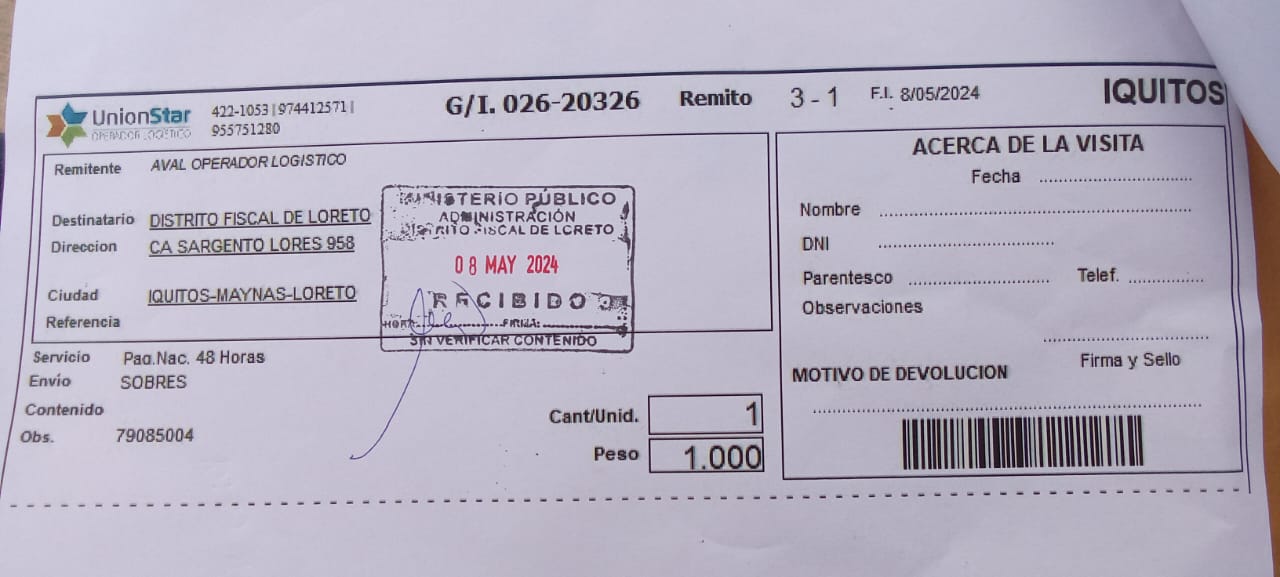 UnionStar
OPERADOR LOGISTICO
422-1053|974412571|
955751280
G/I. 026-20326
Remito 3 - 1
F.I. 8/05/2024
IQUITOS
Remitente AVAL OPERADOR LOGISTICO
Destinatario DISTRITO FISCAL DE LORETO
Direccion CA SARGENTO LORES 958
Ciudad IQUITOS-MAYNAS-LORETO
Referencia
MINISTERIO PÚBLICO
ADMINISTRACIÓN
DISTRITO FISCAL DE LORETO
08 MAY 2024
RECIBIDO
HORA: FIRMA:
SIN VERIFICAR CONTENIDO
Servicio Paq.Nac. 48 Horas
Envío SOBRES
Contenido
Obs. 79085004
Cant/Unid. 1
Peso 1.000
ACERCA DE LA VISITA
Fecha
Nombre
DNI
Parentesco Telef.
Observaciones
Firma y Sello
MOTIVO DE DEVOLUCION